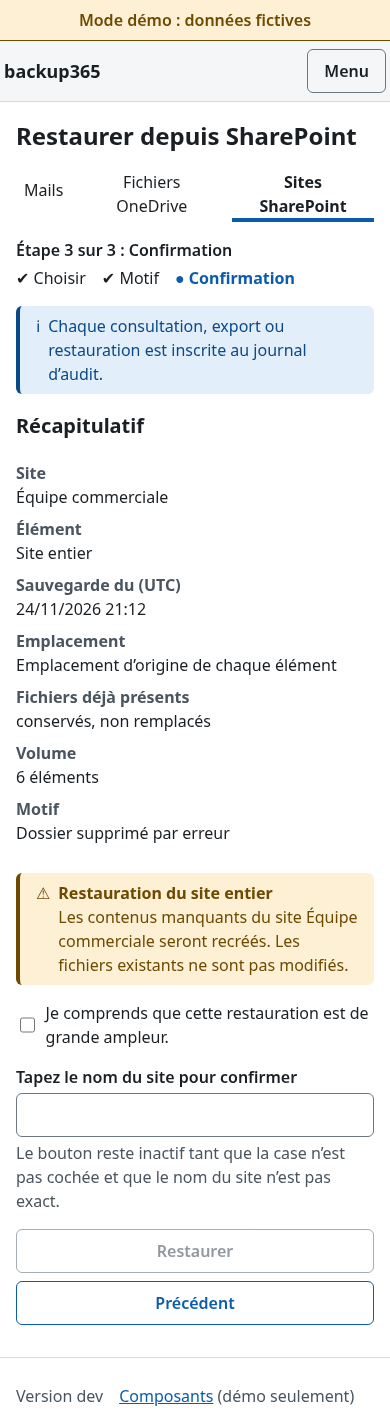 Mode démo : données fictives
backup365
Menu
Restaurer depuis SharePoint
Mails
Fichiers
OneDrive
Sites
SharePoint
Étape 3 sur 3 : Confirmation
✔ Choisir ✔ Motif ● Confirmation
i Chaque consultation, export ou
restauration est inscrite au journal
d’audit.
Récapitulatif
Site
Équipe commerciale
Élément
Site entier
Sauvegarde du (UTC)
24/11/2026 21:12
Emplacement
Emplacement d’origine de chaque élément
Fichiers déjà présents
conservés, non remplacés
Volume
6 éléments
Motif
Dossier supprimé par erreur
⚠ Restauration du site entier
Les contenus manquants du site Équipe
commerciale seront recréés. Les
fichiers existants ne sont pas modifiés.
Je comprends que cette restauration est de
grande ampleur.
Tapez le nom du site pour confirmer
Le bouton reste inactif tant que la case n’est
pas cochée et que le nom du site n’est pas
exact.
Restaurer
Précédent
Version dev Composants (démo seulement)